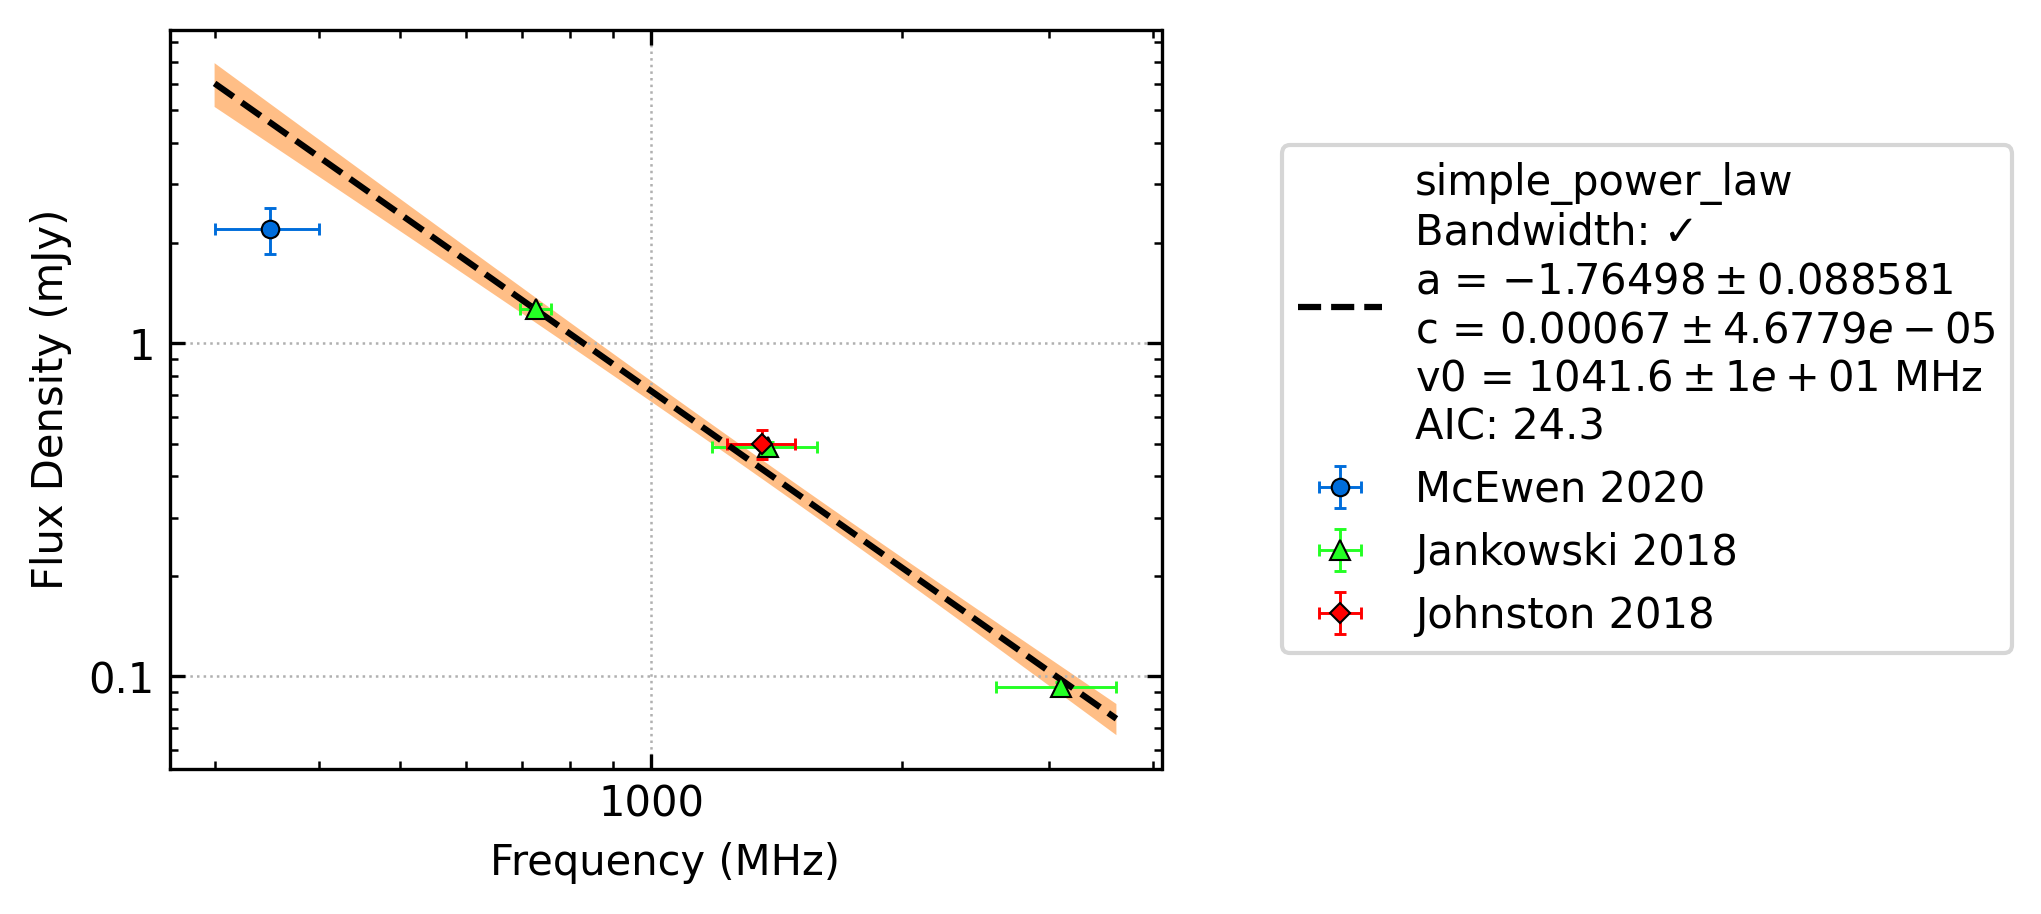 Flux Density (mJy)
1
0.1
1000
Frequency (MHz)
simple_power_law
Bandwidth: ✓
a = −1.76498 ± 0.088581
c = 0.00067 ± 4.6779e − 05
v0 = 1041.6 ± 1e + 01 MHz
AIC: 24.3
McEwen 2020
Jankowski 2018
Johnston 2018